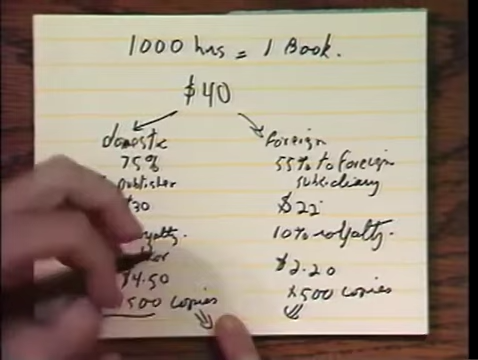 1000 hrs = 1 Book.
$40
domestic
75%
publisher
$30
royalty.
$4.50
500 copies
Foreign
55% to Foreign
subsidiary
$22
10% royalty.
$2.20
x500 copies